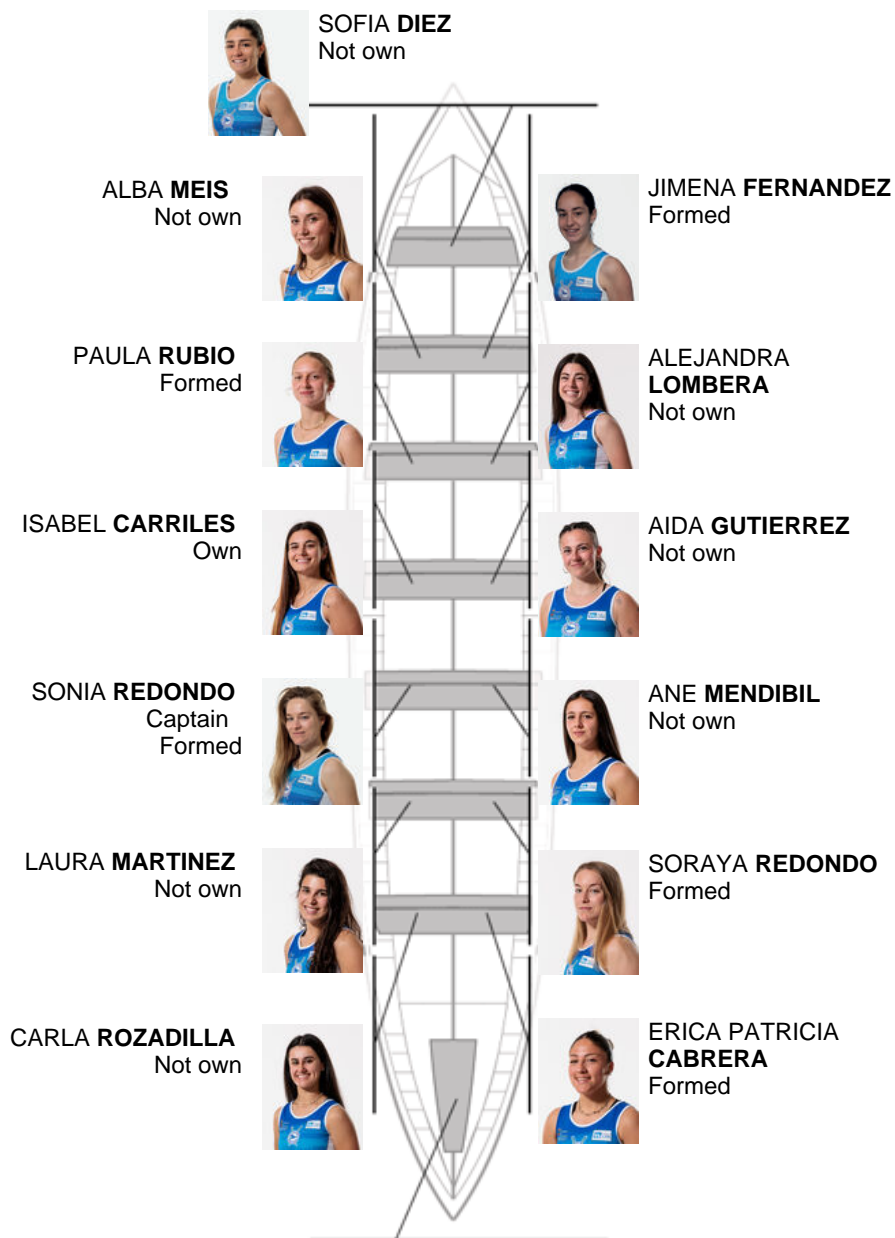 SOFIA DIEZ
Not own
ALBA MEIS
Not own
JIMENA FERNANDEZ
Formed
PAULA RUBIO
Formed
ALEJANDRA
LOMBERA
Not own
ISABEL CARRILES
Own
AIDA GUTIERREZ
Not own
SONIA REDONDO
Captain
Formed
ANE MENDIBIL
Not own
LAURA MARTINEZ
Not own
SORAYA REDONDO
Formed
CARLA ROZADILLA
Not own
ERICA PATRICIA
CABRERA
Formed